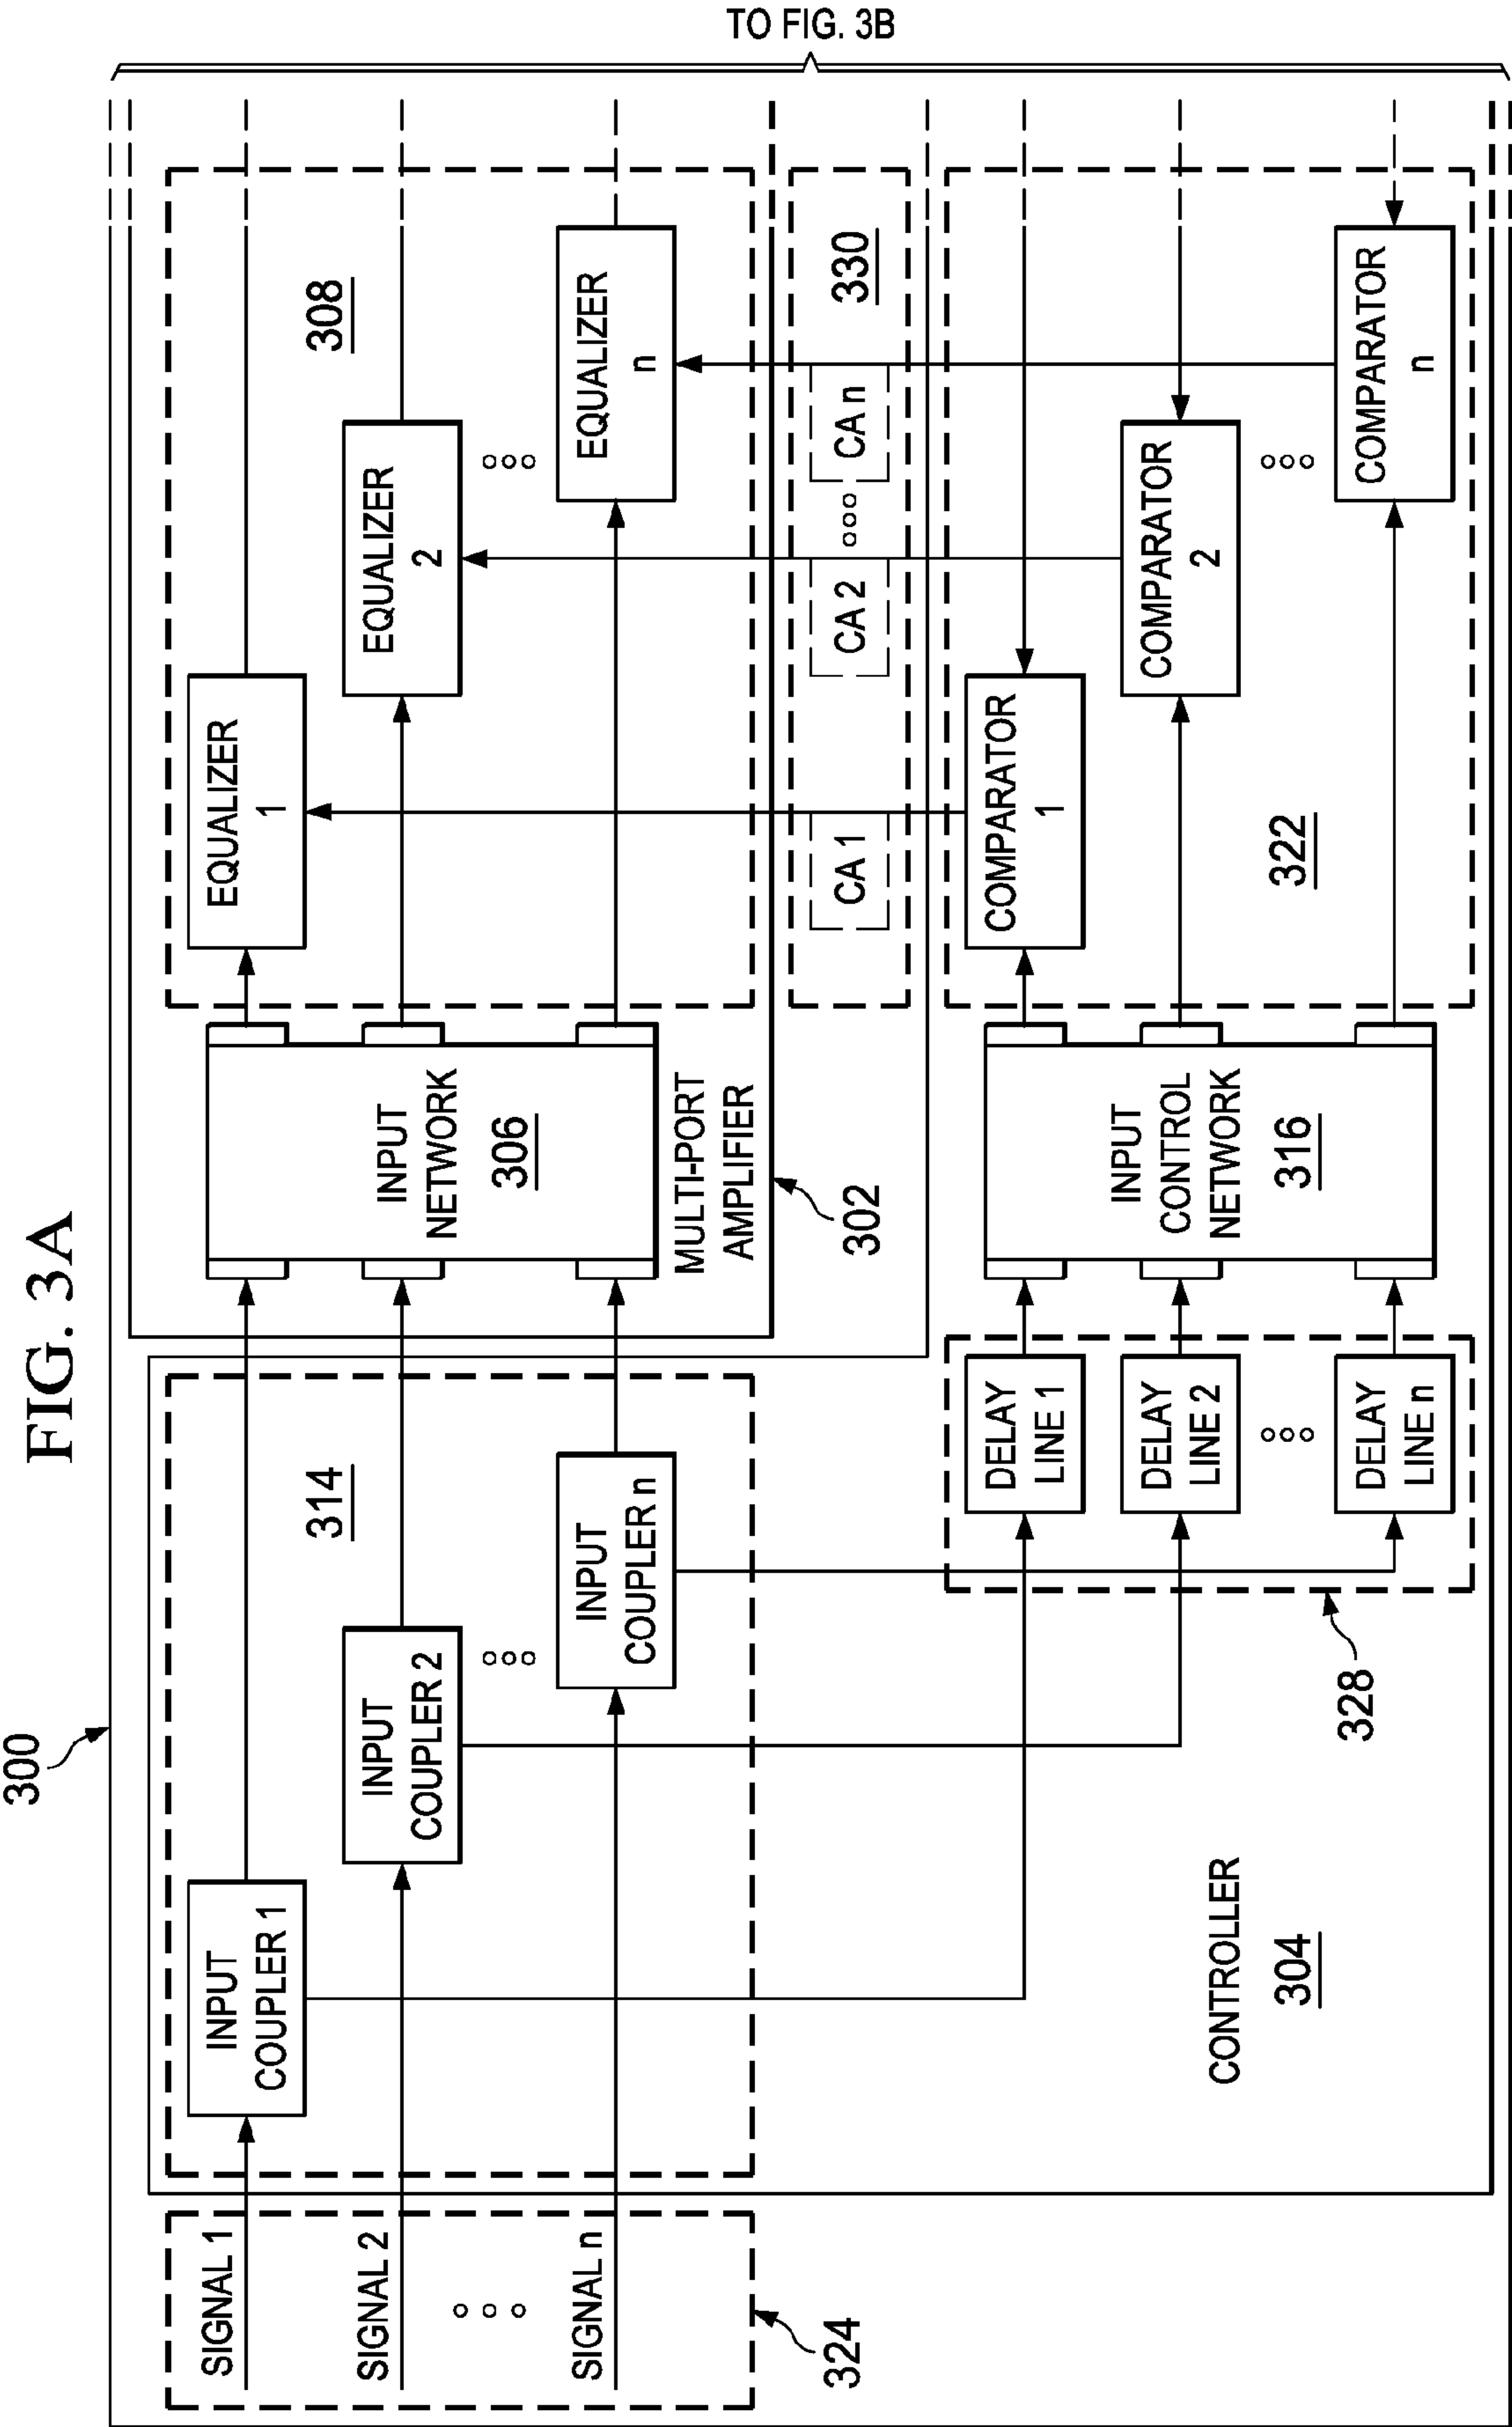 FIG. 3A
300
TO FIG. 3B
SIGNAL 1
SIGNAL 2
SIGNAL n
324
INPUT
COUPLER 1
INPUT
COUPLER 2
INPUT
COUPLER n
314
INPUT
NETWORK
306
MULTI-PORT
AMPLIFIER
302
EQUALIZER
1
EQUALIZER
2
EQUALIZER
n
308
CA 1
CA 2
CA n
330
CONTROLLER
304
DELAY
LINE 1
DELAY
LINE 2
DELAY
LINE n
328
INPUT
CONTROL
NETWORK
316
COMPARATOR
1
COMPARATOR
2
COMPARATOR
n
322